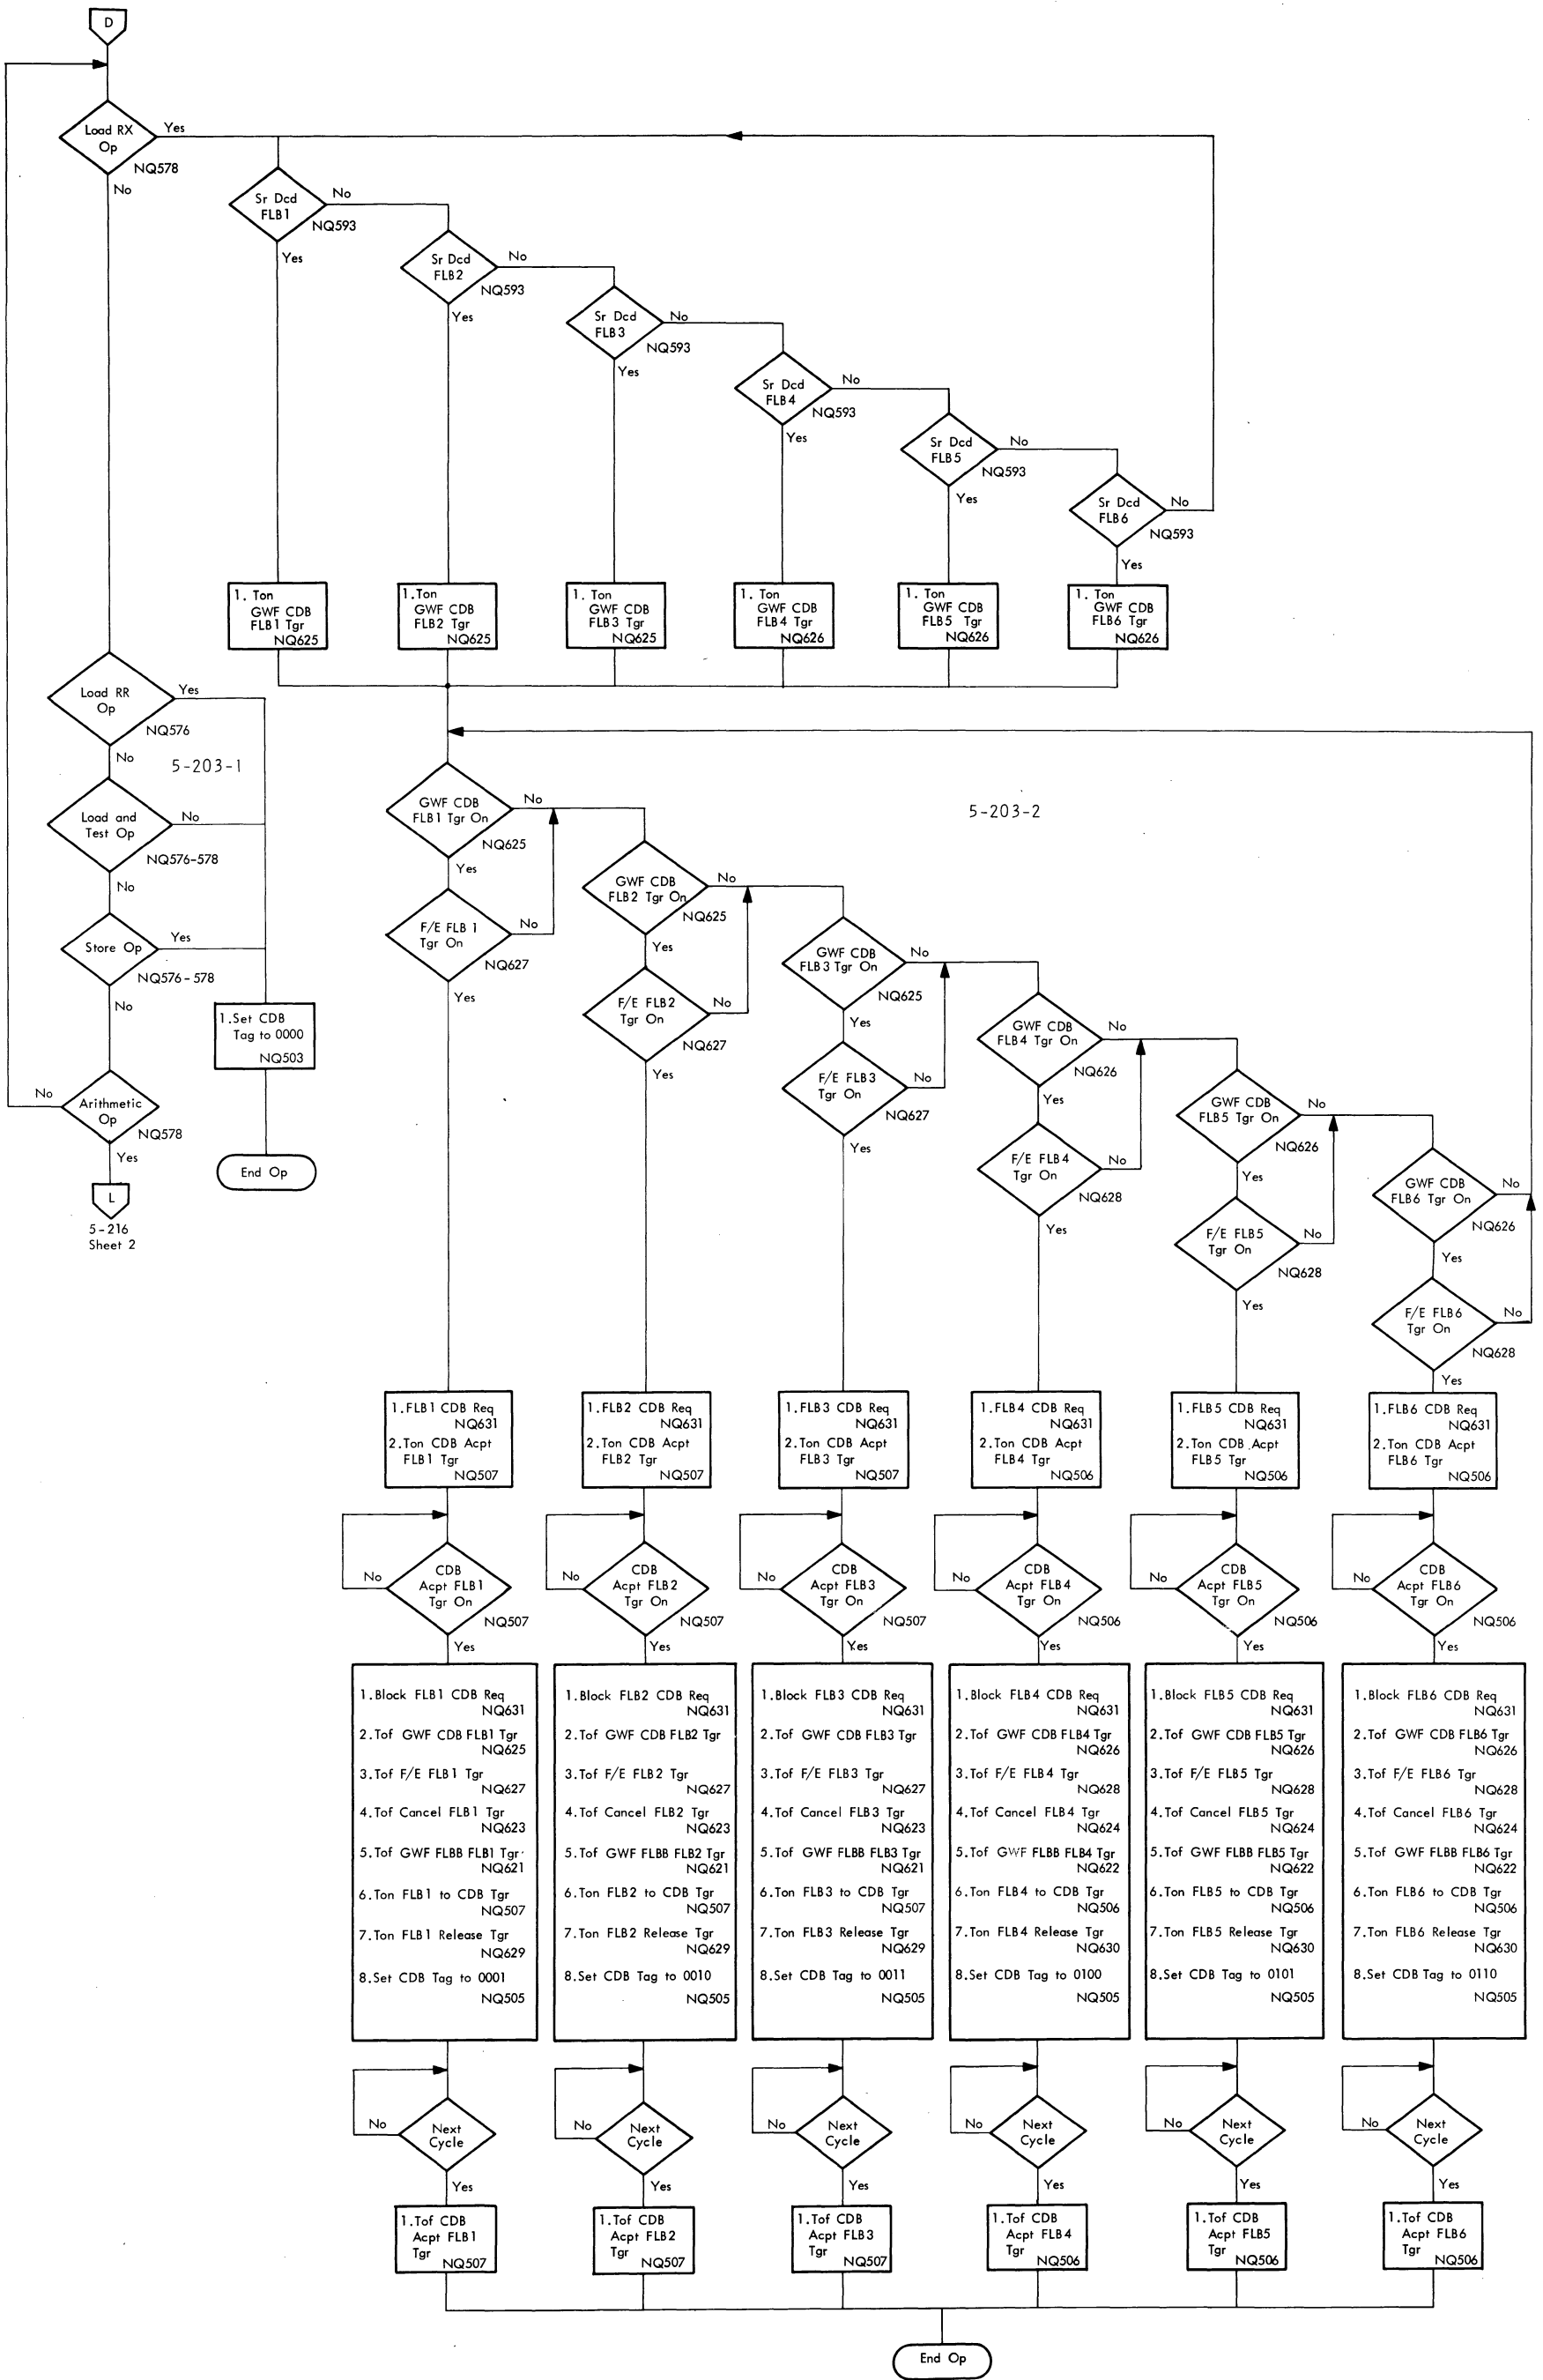 D
Load RX
Op
Yes
NQ578
No
Sr Dcd
FLB1
No
NQ593
Yes
Sr Dcd
FLB2
No
NQ593
Yes
Sr Dcd
FLB3
No
NQ593
Yes
Sr Dcd
FLB4
No
NQ593
Yes
Sr Dcd
FLB5
No
NQ593
Yes
Sr Dcd
FLB6
No
NQ593
Yes
1. Ton
GWF CDB
FLB1 Tgr
NQ625
1.Ton
GWF CDB
FLB2 Tgr
NQ625
1. Ton
GWF CDB
FLB3 Tgr
NQ625
1. Ton
GWF CDB
FLB4 Tgr
NQ626
1. Ton
GWF CDB
FLB5 Tgr
NQ626
1. Ton
GWF CDB
FLB6 Tgr
NQ626
Load RR
Op
Yes
NQ576
No
5-203-1
Load and
Test Op
No
NQ576-578
No
Store Op
Yes
NQ576-578
No
1.Set CDB
Tag to 0000
NQ503
Arithmetic
Op
No
NQ578
Yes
End Op
L
5-216
Sheet 2
5-203-2
GWF CDB
FLB1 Tgr On
No
NQ625
Yes
F/E FLB 1
Tgr On
No
NQ627
Yes
GWF CDB
FLB2 Tgr On
No
NQ625
Yes
F/E FLB2
Tgr On
No
NQ627
Yes
GWF CDB
FLB3 Tgr On
No
NQ625
Yes
F/E FLB3
Tgr On
No
NQ627
Yes
GWF CDB
FLB4 Tgr On
No
NQ626
Yes
F/E FLB4
Tgr On
No
NQ628
Yes
GWF CDB
FLB5 Tgr On
No
NQ626
Yes
F/E FLB5
Tgr On
No
NQ628
Yes
GWF CDB
FLB6 Tgr On
No
NQ626
Yes
F/E FLB6
Tgr On
No
NQ628
Yes
1.FLB1 CDB Req
NQ631
2.Ton CDB Acpt
FLB1 Tgr
NQ507
1.FLB2 CDB Req
NQ631
2.Ton CDB Acpt
FLB2 Tgr
NQ507
1.FLB3 CDB Req
NQ631
2.Ton CDB Acpt
FLB3 Tgr
NQ507
1.FLB4 CDB Req
NQ631
2.Ton CDB Acpt
FLB4 Tgr
NQ506
1.FLB5 CDB Req
NQ631
2.Ton CDB Acpt
FLB5 Tgr
NQ506
1.FLB6 CDB Req
NQ631
2.Ton CDB Acpt
FLB6 Tgr
NQ506
CDB
Acpt FLB1
Tgr On
No
NQ507
Yes
CDB
Acpt FLB2
Tgr On
No
NQ507
Yes
CDB
Acpt FLB3
Tgr On
No
NQ507
Yes
CDB
Acpt FLB4
Tgr On
No
NQ506
Yes
CDB
Acpt FLB5
Tgr On
No
NQ506
Yes
CDB
Acpt FLB6
Tgr On
No
NQ506
Yes
1.Block FLB1 CDB Req
NQ631
2.Tof GWF CDB FLB1 Tgr
NQ625
3.Tof F/E FLB1 Tgr
NQ627
4.Tof Cancel FLB1 Tgr
NQ623
5.Tof GWF FLBB FLB1 Tgr
NQ621
6.Ton FLB1 to CDB Tgr
NQ507
7.Ton FLB1 Release Tgr
NQ629
8.Set CDB Tag to 0001
NQ505
1.Block FLB2 CDB Req
NQ631
2.Tof GWF CDB FLB2 Tgr
3.Tof F/E FLB2 Tgr
NQ627
4.Tof Cancel FLB2 Tgr
NQ623
5.Tof GWF FLBB FLB2 Tgr
NQ621
6.Ton FLB2 to CDB Tgr
NQ507
7.Ton FLB2 Release Tgr
NQ629
8.Set CDB Tag to 0010
NQ505
1.Block FLB3 CDB Req
NQ631
2.Tof GWF CDB FLB3 Tgr
3.Tof F/E FLB3 Tgr
NQ627
4.Tof Cancel FLB3 Tgr
NQ623
5.Tof GWF FLBB FLB3 Tgr
NQ621
6.Ton FLB3 to CDB Tgr
NQ507
7.Ton FLB3 Release Tgr
NQ629
8.Set CDB Tag to 0011
NQ505
1.Block FLB4 CDB Req
NQ631
2.Tof GWF CDB FLB4 Tgr
NQ626
3.Tof F/E FLB4 Tgr
NQ628
4.Tof Cancel FLB4 Tgr
NQ624
5.Tof GWF FLBB FLB4 Tgr
NQ622
6.Ton FLB4 to CDB Tgr
NQ506
7.Ton FLB4 Release Tgr
NQ630
8.Set CDB Tag to 0100
NQ505
1.Block FLB5 CDB Req
NQ631
2.Tof GWF CDB FLB5 Tgr
NQ626
3.Tof F/E FLB5 Tgr
NQ628
4.Tof Cancel FLB5 Tgr
NQ624
5.Tof GWF FLBB FLB5 Tgr
NQ622
6.Ton FLB5 to CDB Tgr
NQ506
7.Ton FLB5 Release Tgr
NQ630
8.Set CDB Tag to 0101
NQ505
1.Block FLB6 CDB Req
NQ631
2.Tof GWF CDB FLB6 Tgr
NQ626
3.Tof F/E FLB6 Tgr
NQ628
4.Tof Cancel FLB6 Tgr
NQ624
5.Tof GWF FLBB FLB6 Tgr
NQ622
6.Ton FLB6 to CDB Tgr
NQ506
7.Ton FLB6 Release Tgr
NQ630
8.Set CDB Tag to 0110
NQ505
No
Next
Cycle
Yes
No
Next
Cycle
Yes
No
Next
Cycle
Yes
No
Next
Cycle
Yes
No
Next
Cycle
Yes
No
Next
Cycle
Yes
1.Tof CDB
Acpt FLB1
Tgr
NQ507
1.Tof CDB
Acpt FLB2
Tgr
NQ507
1.Tof CDB
Acpt FLB3
Tgr
NQ507
1.Tof CDB
Acpt FLB4
Tgr
NQ506
1.Tof CDB
Acpt FLB5
Tgr
NQ506
1.Tof CDB
Acpt FLB6
Tgr
NQ506
End Op